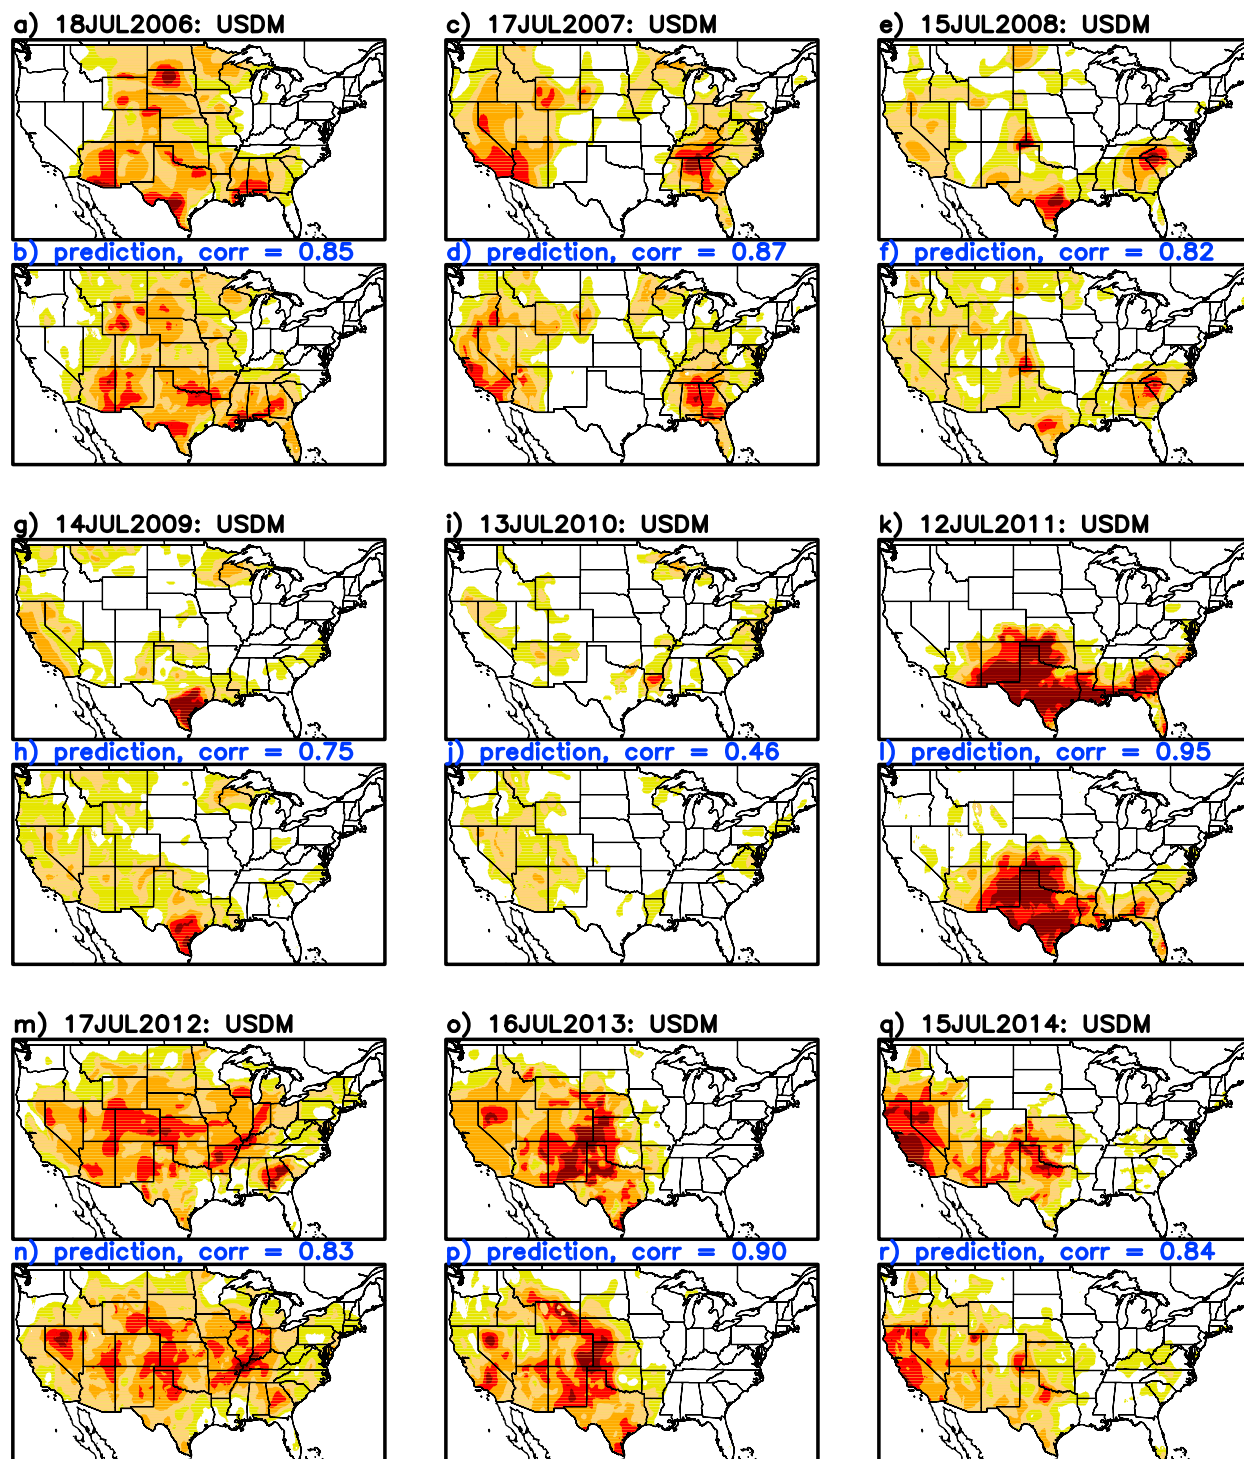 a) 18JUL2006: USDM
c) 17JUL2007: USDM
e) 15JUL2008: USDM
b) prediction, corr = 0.85
d) prediction, corr = 0.87
f) prediction, corr = 0.82
g) 14JUL2009: USDM
i) 13JUL2010: USDM
k) 12JUL2011: USDM
h) prediction, corr = 0.75
j) prediction, corr = 0.46
l) prediction, corr = 0.95
m) 17JUL2012: USDM
o) 16JUL2013: USDM
q) 15JUL2014: USDM
n) prediction, corr = 0.83
p) prediction, corr = 0.90
r) prediction, corr = 0.84